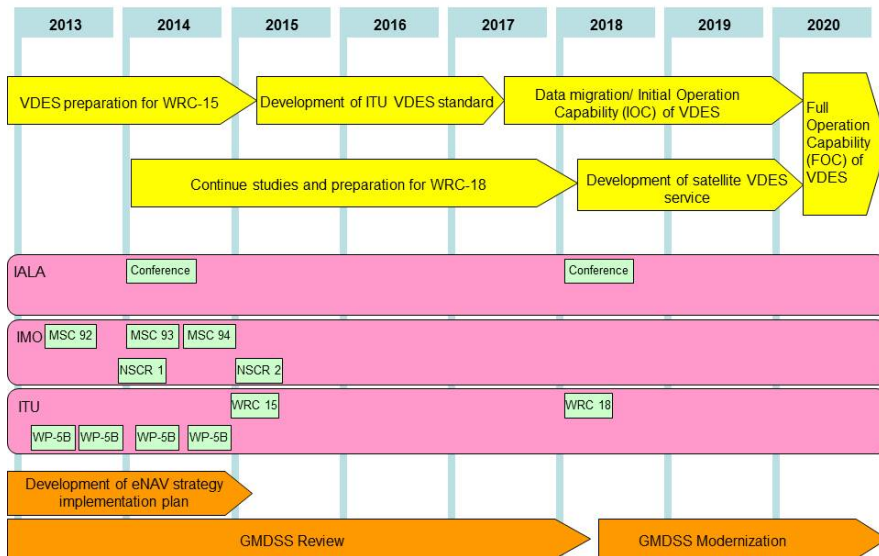 2013 2014 2015 2016 2017 2018 2019 2020
VDES preparation for WRC-15
Development of ITU VDES standard
Data migration/ Initial Operation
Capability (IOC) of VDES
Full
Operation
Capability
(FOC) of
VDES
Continue studies and preparation for WRC-18
Development of satellite VDES
service
IALA
Conference
Conference
IMO
MSC 92
MSC 93
MSC 94
NSCR 1
NSCR 2
ITU
WRC 15
WRC 18
WP-5B
WP-5B
WP-5B
WP-5B
Development of eNAV strategy
implementation plan
GMDSS Review
GMDSS Modernization